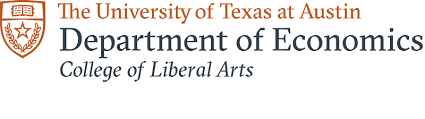 The University of Texas at Austin
Department of Economics
College of Liberal Arts